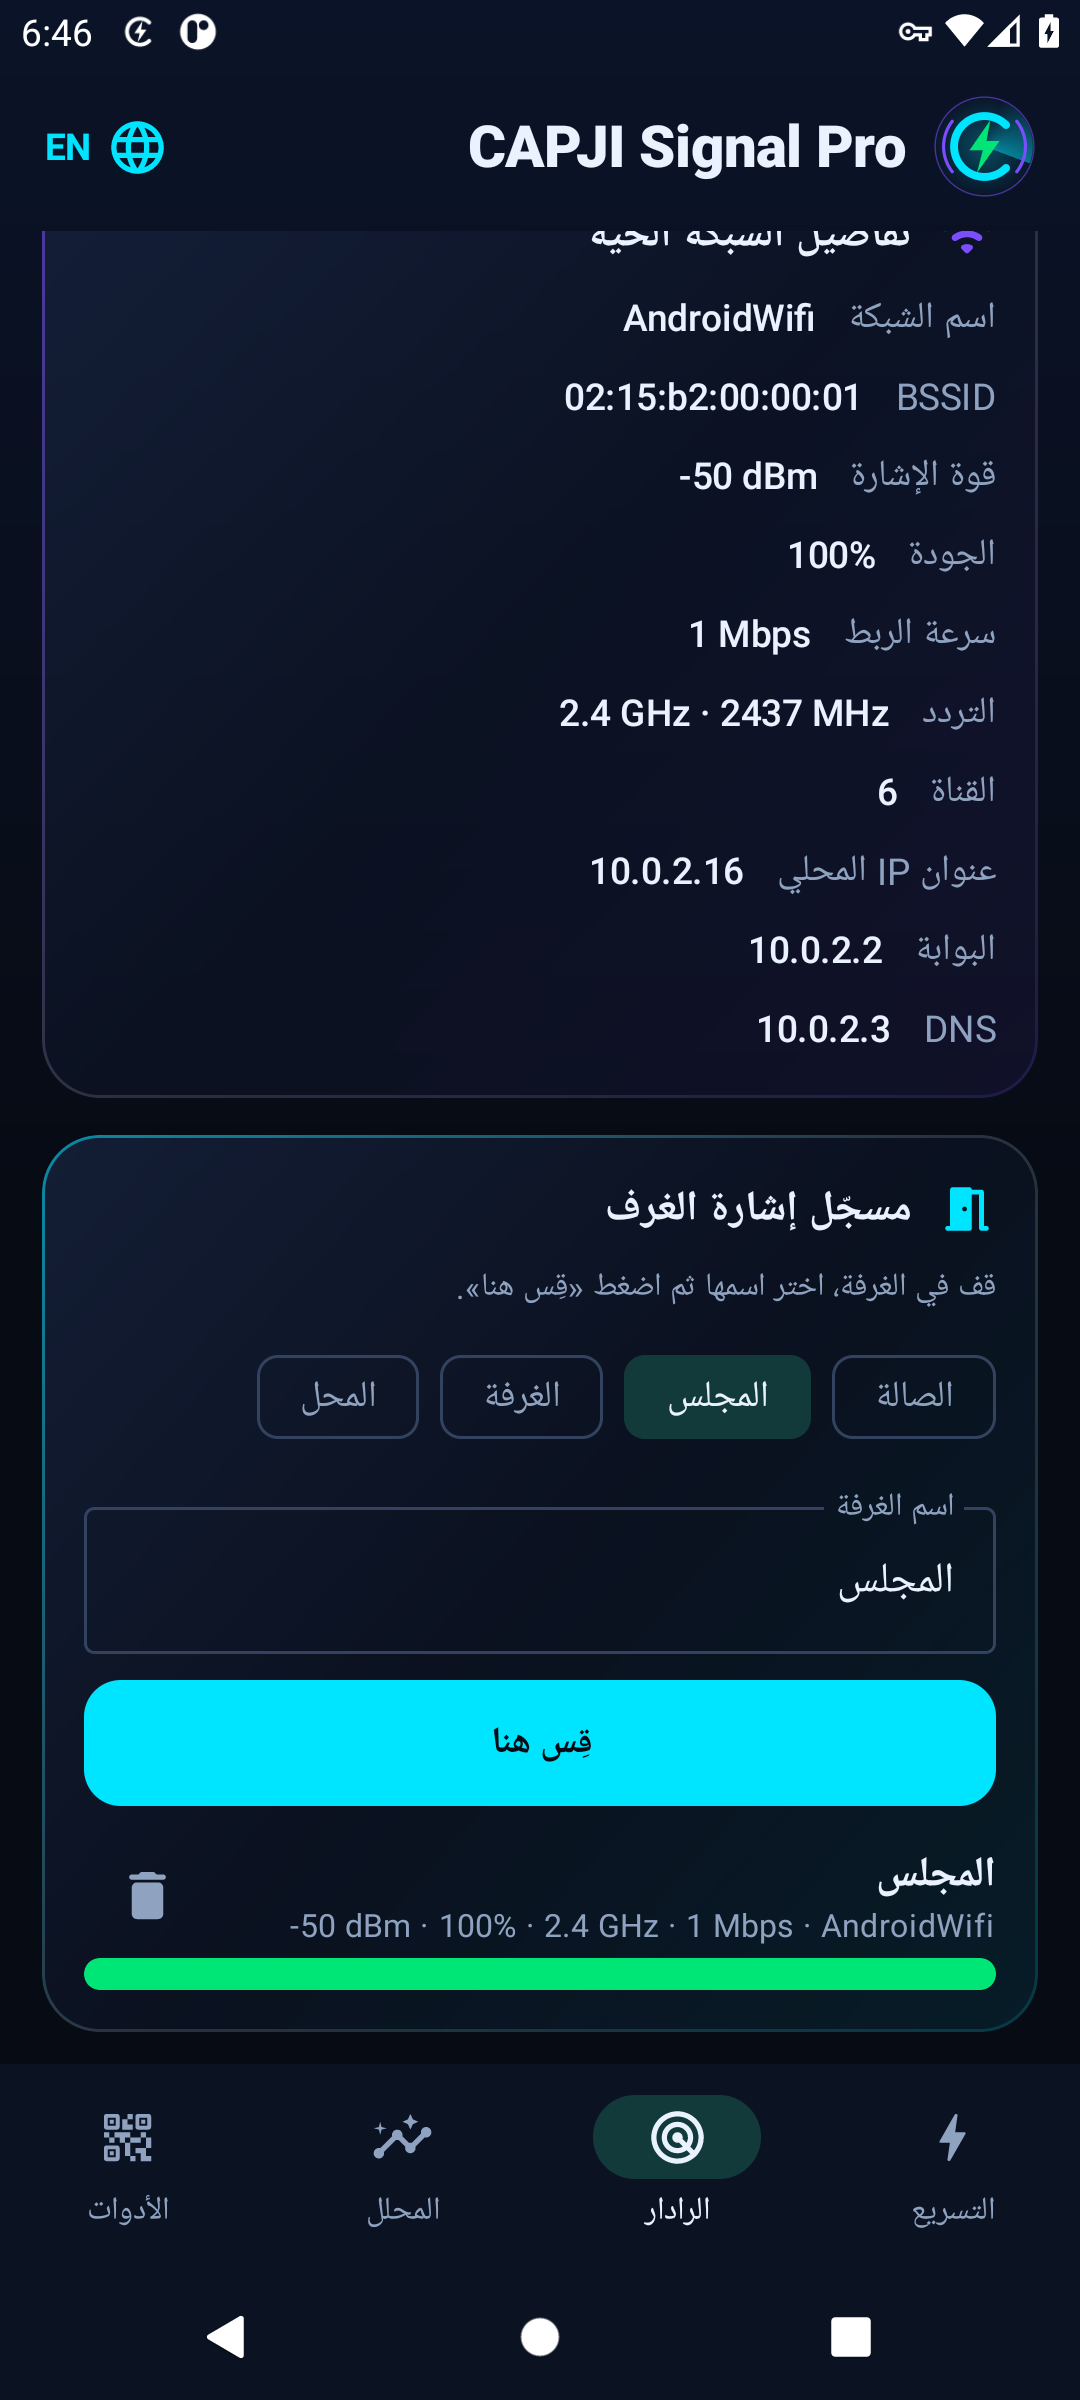 6:46
CAPJI Signal Pro
EN
تفاصيل الشبكة الحية
اسم الشبكة AndroidWifi
BSSID 02:15:b2:00:00:01
قوة الإشارة -50 dBm
الجودة 100%
سرعة الربط 1 Mbps
التردد 2.4 GHz · 2437 MHz
القناة 6
عنوان IP المحلي 10.0.2.16
البوابة 10.0.2.2
DNS 10.0.2.3
مسجّل إشارة الغرف
قف في الغرفة، اختر اسمها ثم اضغط «قِس هنا».
الصالة المجلس الغرفة المحل
اسم الغرفة
المجلس
قِس هنا
المجلس
-50 dBm · 100% · 2.4 GHz · 1 Mbps · AndroidWifi
التسريع الرادار المحلل الأدوات